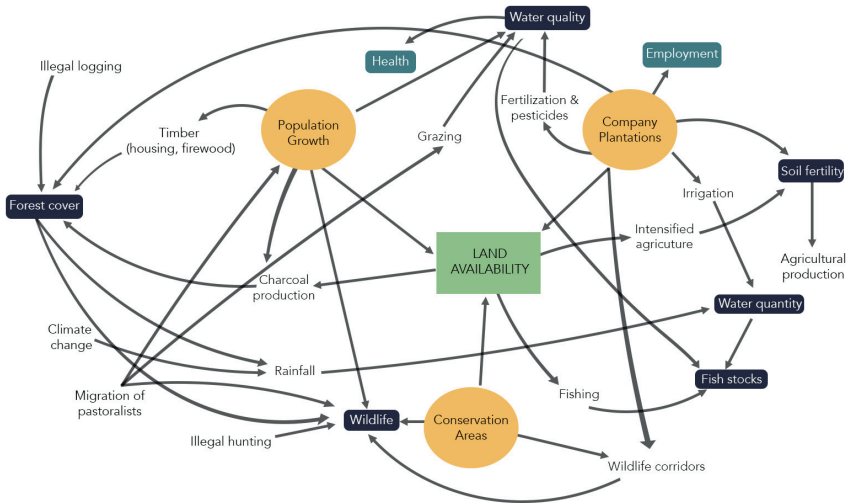 Water quality
Health
Employment
Illegal logging
Fertilization &
pesticides
Company
Plantations
Population
Growth
Grazing
Timber
(housing, firewood)
Soil fertility
Irrigation
Forest cover
LAND
AVAILABILITY
Intensified
agricuture
Agricultural
production
Charcoal
production
Water quantity
Climate
change
Rainfall
Fish stocks
Migration of
pastoralists
Fishing
Wildlife
Conservation
Areas
Illegal hunting
Wildlife corridors